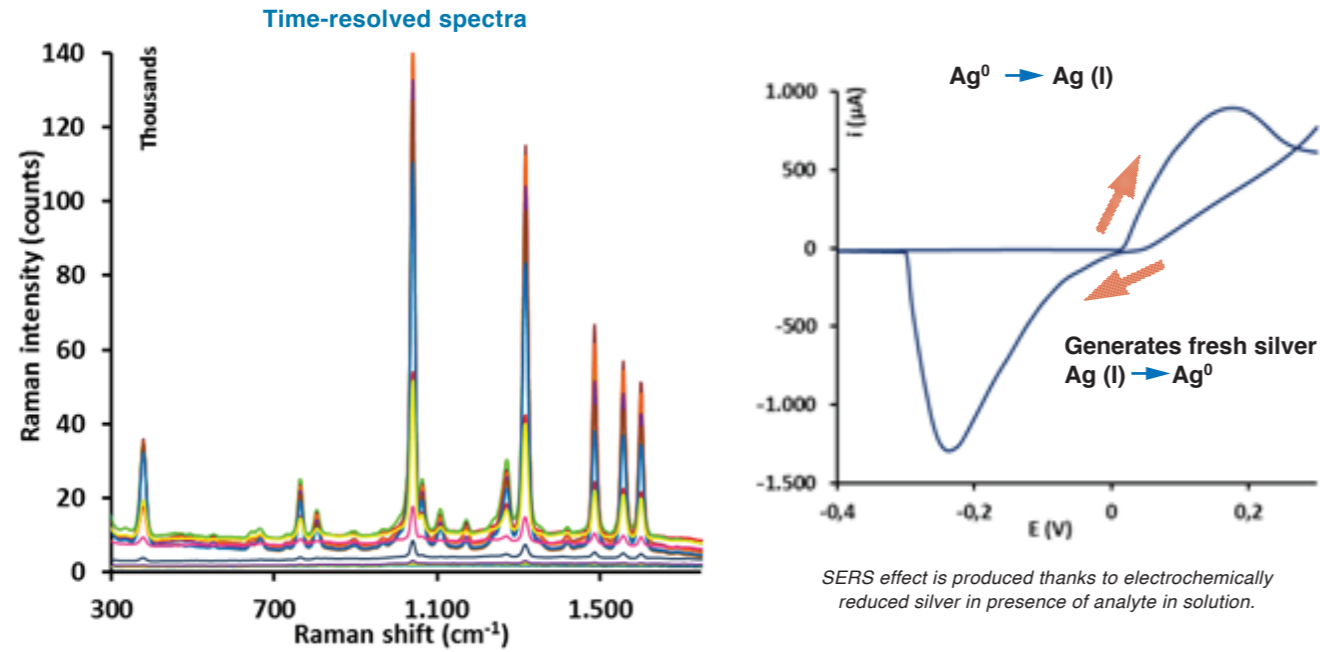 Time-resolved spectra
Thousands
Raman intensity (counts)
140
120
100
80
60
40
20
0
300
700
1.100
1.500
Raman shift (cm⁻¹)
Ag⁰ → Ag (I)
i (µA)
1.000
500
0
-500
-1.000
-1.500
-0,4
-0,2
0
0,2
E (V)
Generates fresh silver
Ag (I) → Ag⁰
SERS effect is produced thanks to electrochemically
reduced silver in presence of analyte in solution.